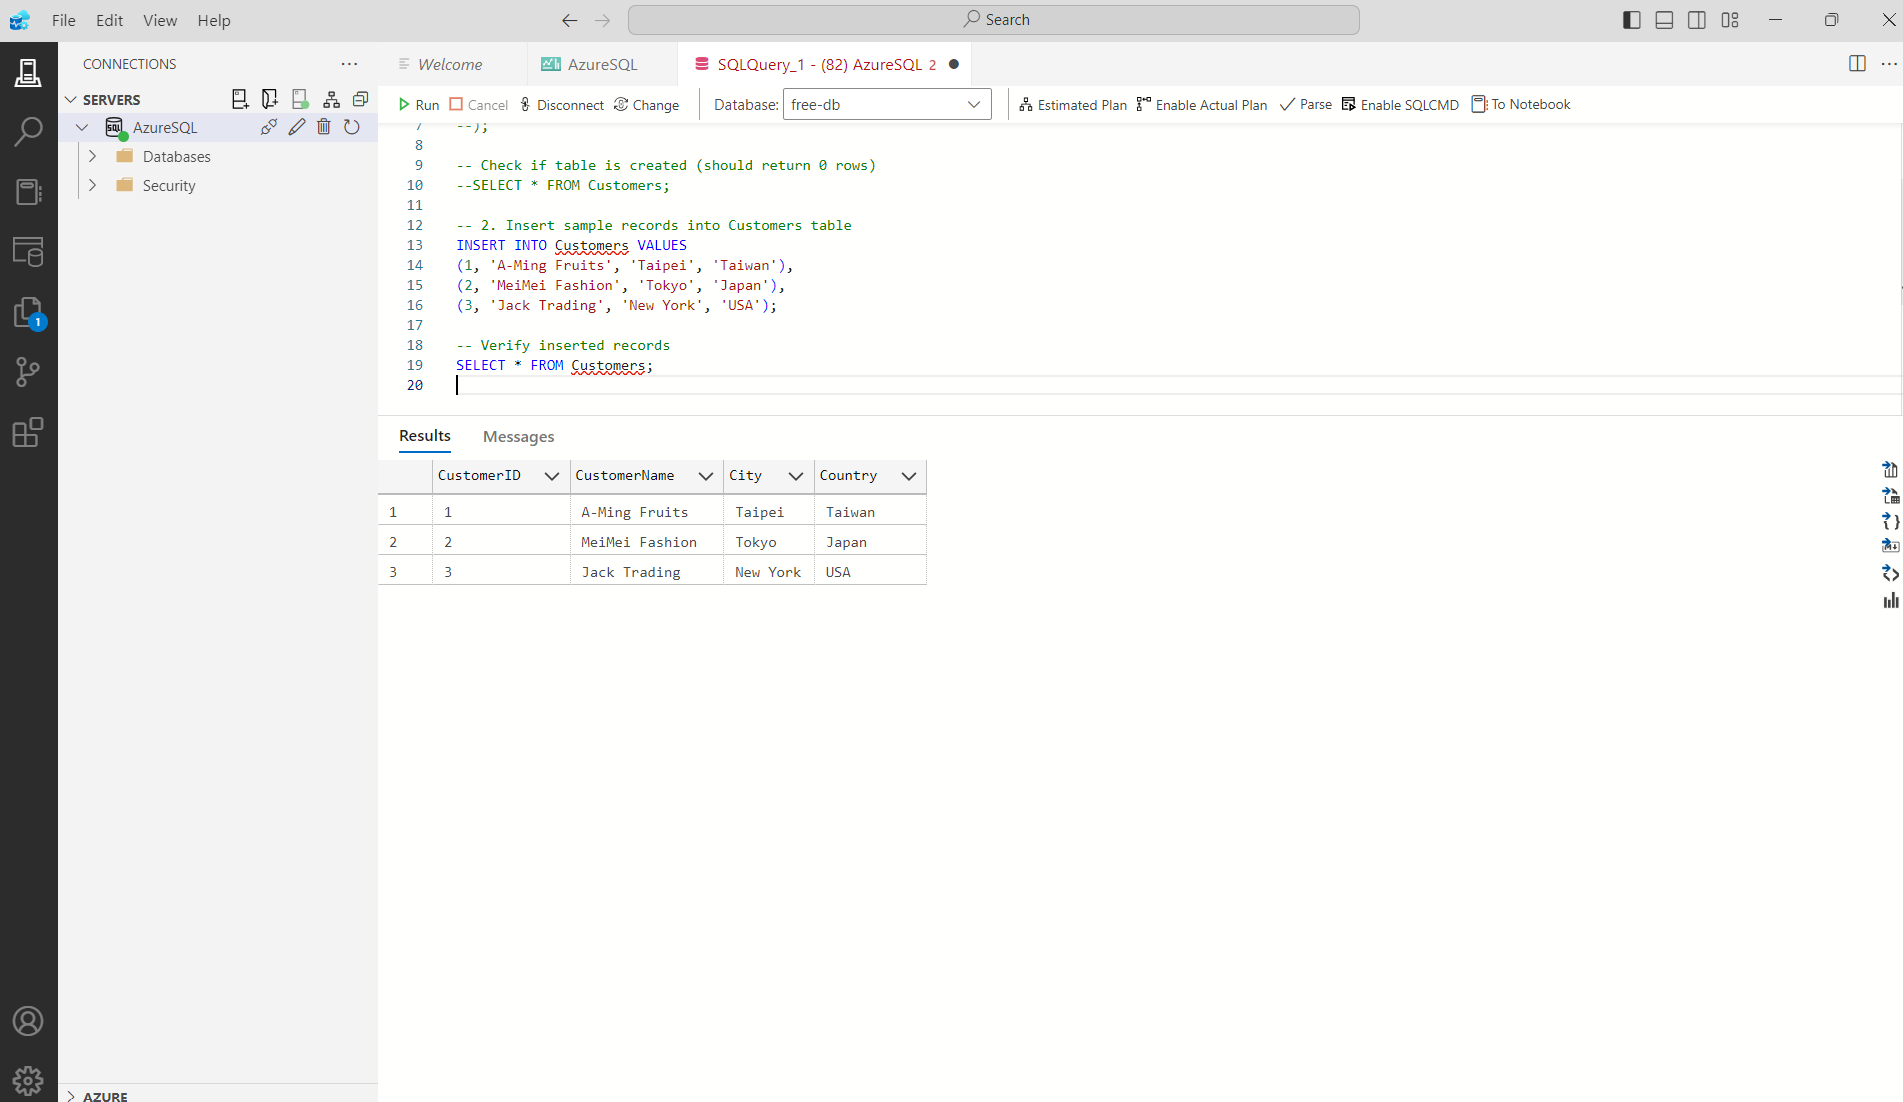 File Edit View Help
Search
CONNECTIONS
SERVERS
AzureSQL
Databases
Security
1
AZURE
Welcome
AzureSQL
SQLQuery_1 - (82) AzureSQL 2
Run Cancel Disconnect Change Database: free-db Estimated Plan Enable Actual Plan Parse Enable SQLCMD To Notebook
7 --);
8
9 -- Check if table is created (should return 0 rows)
10 --SELECT * FROM Customers;
11
12 -- 2. Insert sample records into Customers table
13 INSERT INTO Customers VALUES
14 (1, 'A-Ming Fruits', 'Taipei', 'Taiwan'),
15 (2, 'MeiMei Fashion', 'Tokyo', 'Japan'),
16 (3, 'Jack Trading', 'New York', 'USA');
17
18 -- Verify inserted records
19 SELECT * FROM Customers;
20
Results Messages
CustomerID CustomerName City Country
1 1 A-Ming Fruits Taipei Taiwan
2 2 MeiMei Fashion Tokyo Japan
3 3 Jack Trading New York USA